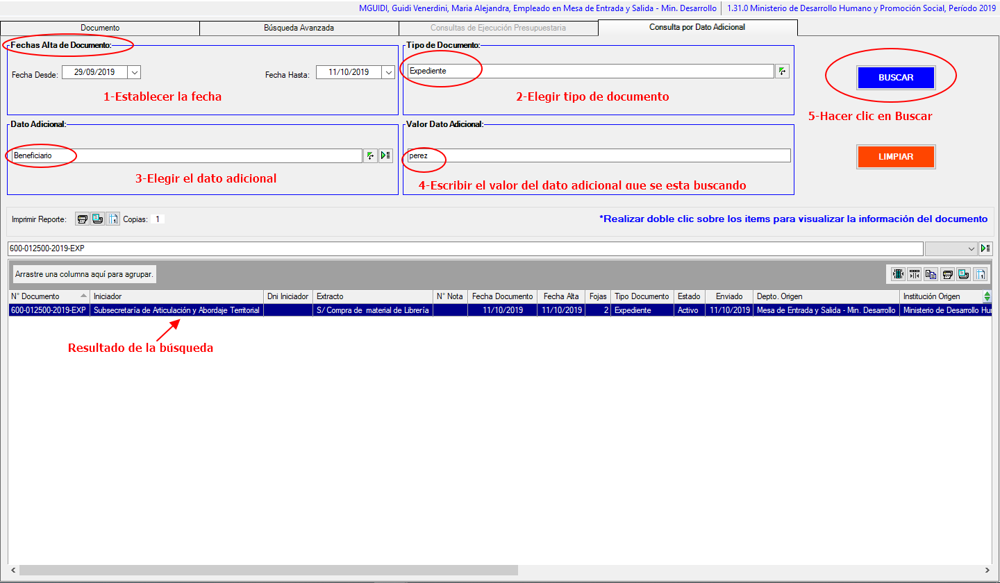 MGUIDI, Guidi Venerdini, Maria Alejandra, Empleado en Mesa de Entrada y Salida - Min. Desarrollo
1.31.0 Ministerio de Desarrollo Humano y Promoción Social, Período 2019
Documento
Búsqueda Avanzada
Consultas de Ejecución Presupuestaria
Consulta por Dato Adicional
Fechas Alta de Documento:
Fecha Desde: 29/09/2019
Fecha Hasta: 11/10/2019
1-Establecer la fecha
Tipo de Documento:
Expediente
2-Elegir tipo de documento
BUSCAR
5-Hacer clic en Buscar
Dato Adicional:
Beneficiario
3-Elegir el dato adicional
Valor Dato Adicional:
perez
4-Escribir el valor del dato adicional que se esta buscando
LIMPIAR
Imprimir Reporte:
Copias: 1
*Realizar doble clic sobre los items para visualizar la información del documento
600-012500-2019-EXP
Arrastre una columna aquí para agrupar.
N° Documento Iniciador Dni Iniciador Extracto N° Nota Fecha Documento Fecha Alta Fojas Tipo Documento Estado Enviado Depto. Origen Institución Origen
600-012500-2019-EXP Subsecretaría de Articulación y Abordaje Territorial S/ Compra de material de Librería 11/10/2019 11/10/2019 2 Expediente Activo 11/10/2019 Mesa de Entrada y Salida - Min. Desarrollo Ministerio de Desarrollo Hu
Resultado de la búsqueda